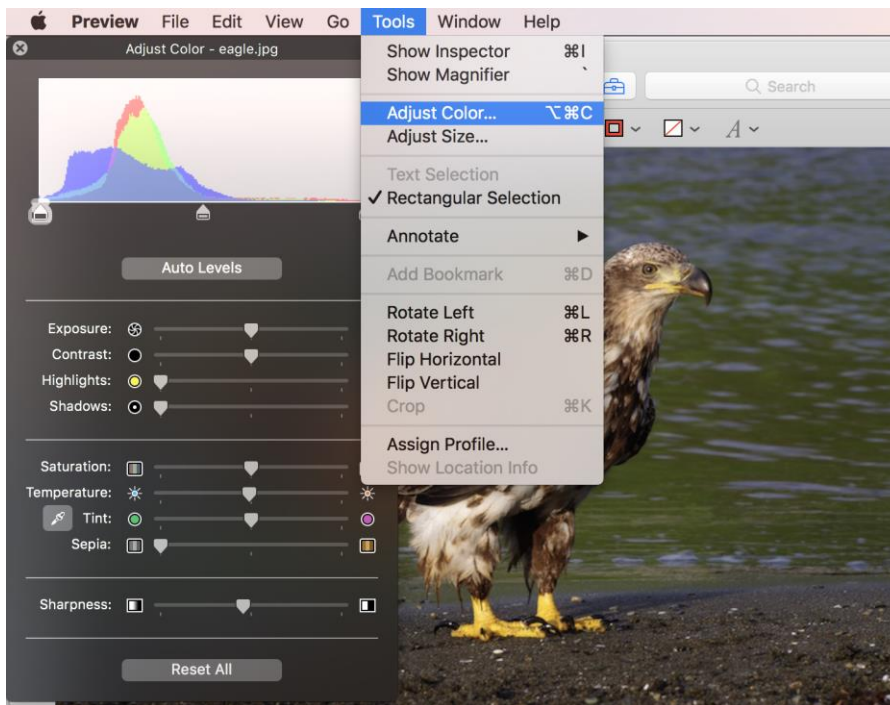 Preview File Edit View Go Tools Window Help
Adjust Color - eagle.jpg
Auto Levels
Exposure:
Contrast:
Highlights:
Shadows:
Saturation:
Temperature:
Tint:
Sepia:
Sharpness:
Reset All
Show Inspector ⌘I
Show Magnifier `
Adjust Color... ⌥⌘C
Adjust Size...
Text Selection
✓ Rectangular Selection
Annotate ▶
Add Bookmark ⌘D
Rotate Left ⌘L
Rotate Right ⌘R
Flip Horizontal
Flip Vertical
Crop ⌘K
Assign Profile...
Show Location Info
Search
A